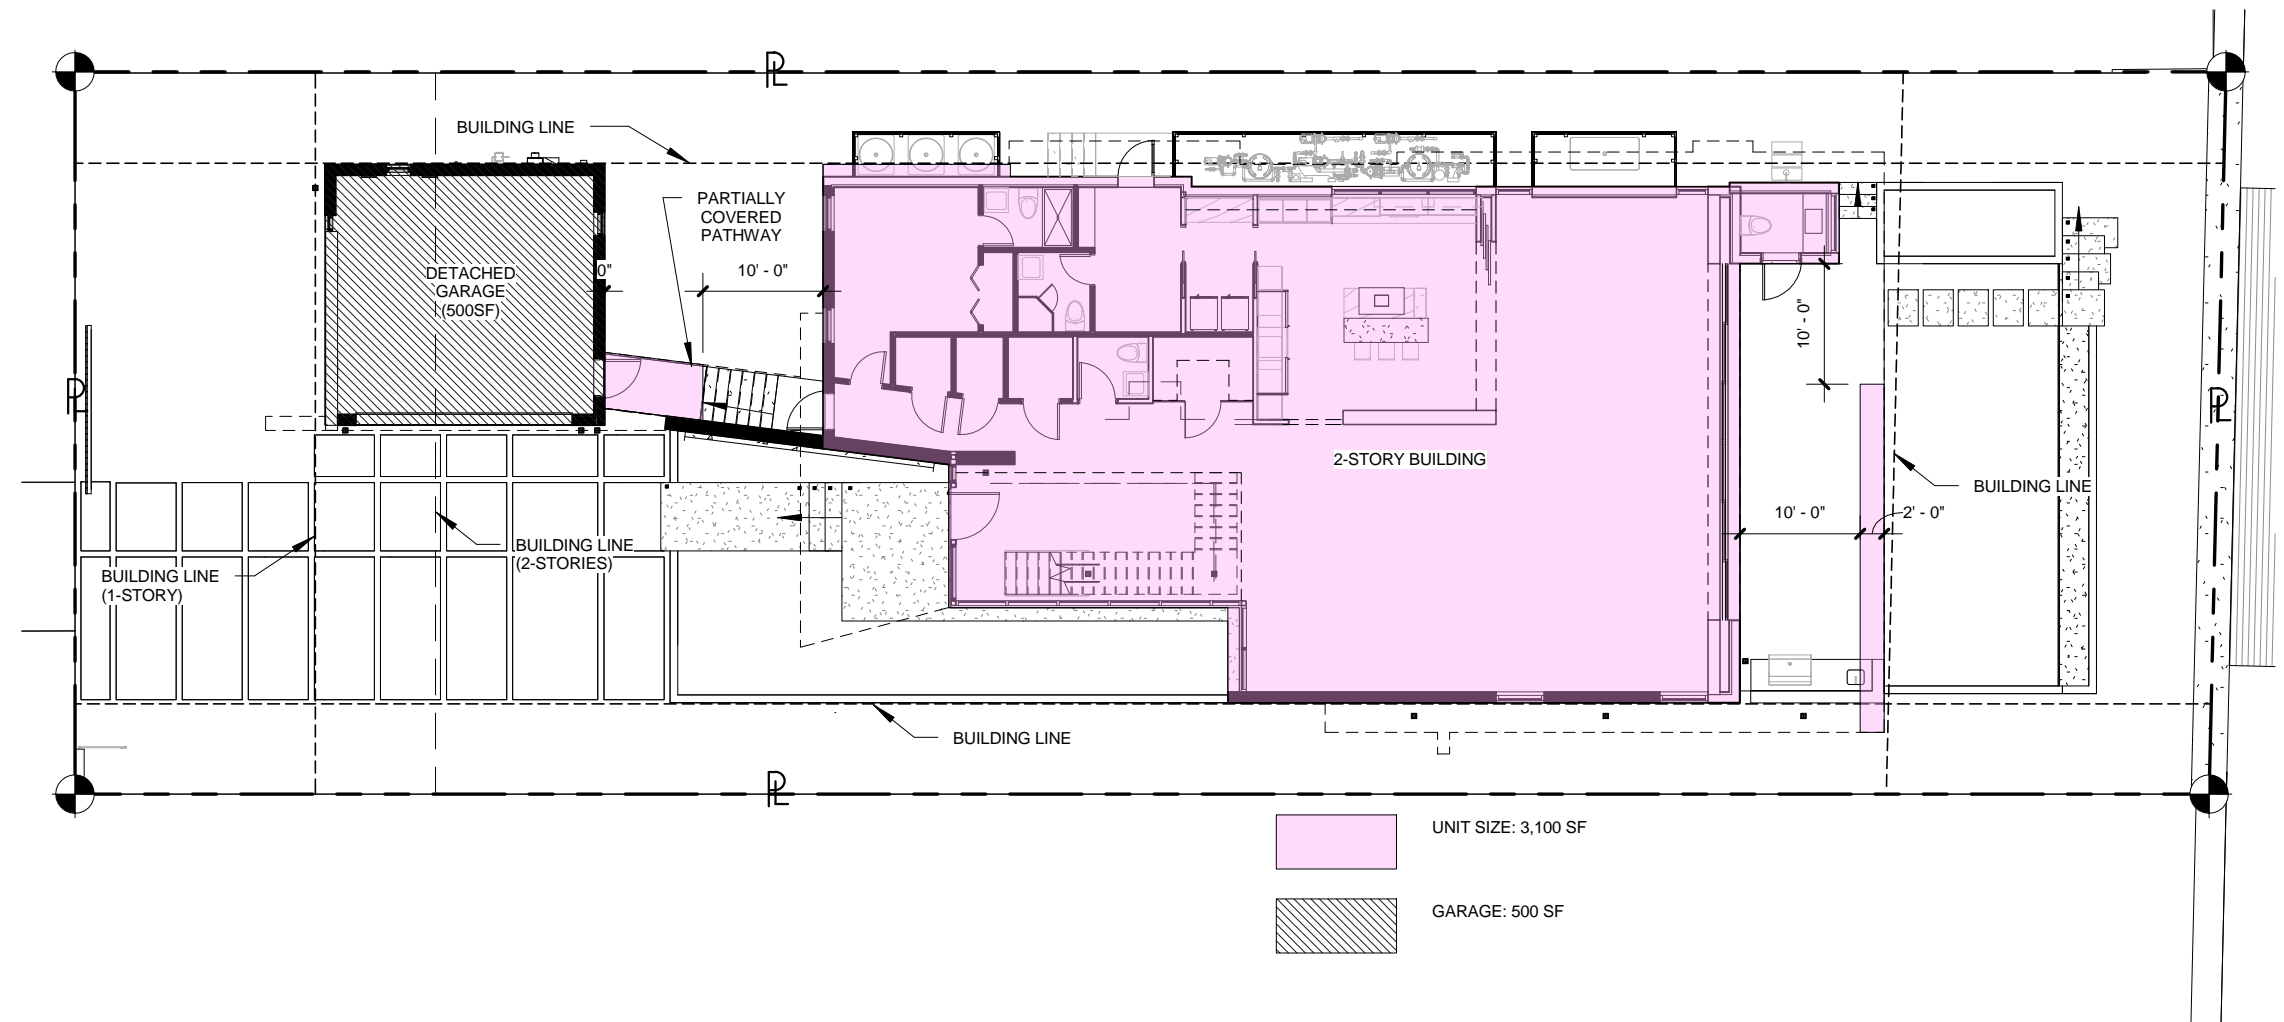 PL
BUILDING LINE
PARTIALLY
COVERED
PATHWAY
DETACHED
GARAGE
(500SF)
0"
10' - 0"
10' - 0"
PL
PL
2-STORY BUILDING
BUILDING LINE
10' - 0"
2' - 0"
BUILDING LINE
(2-STORIES)
BUILDING LINE
(1-STORY)
BUILDING LINE
PL
UNIT SIZE: 3,100 SF
GARAGE: 500 SF